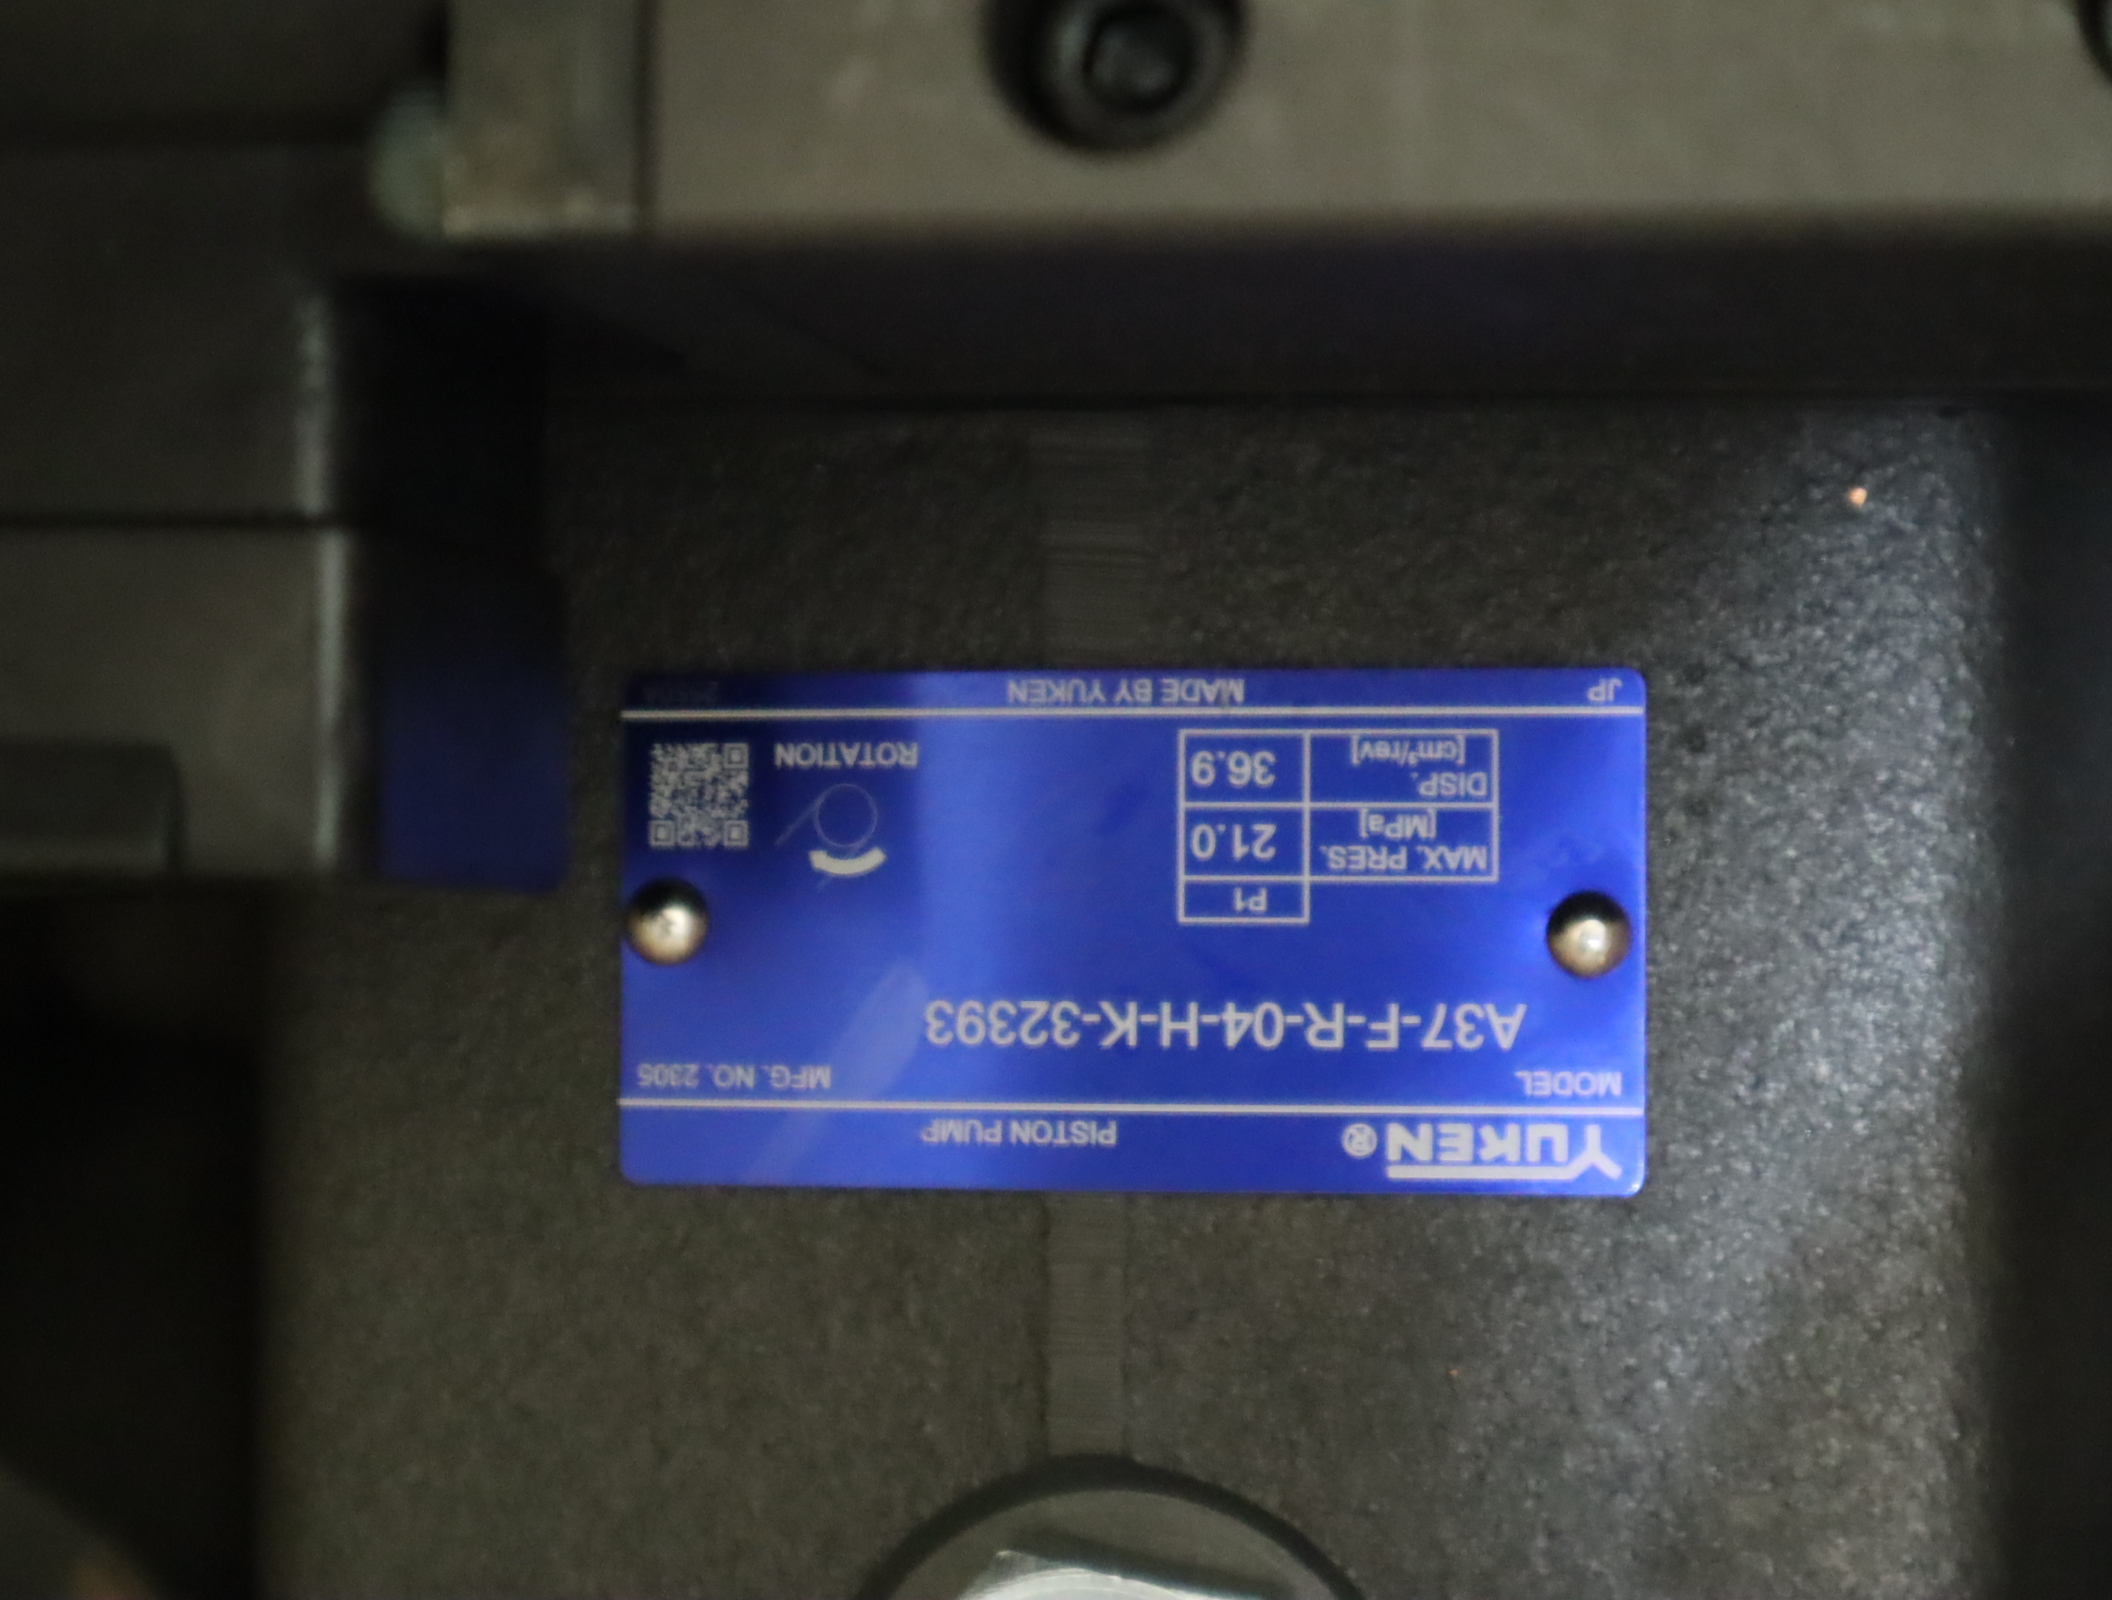 YUKEN® PISTON PUMP
MODEL MFG. NO. 2305
A37-F-R-04-H-K-32393
P1
MAX. PRES. [MPa] 21.0
DISP. [cm³/rev] 36.9
ROTATION
JP MADE BY YUKEN